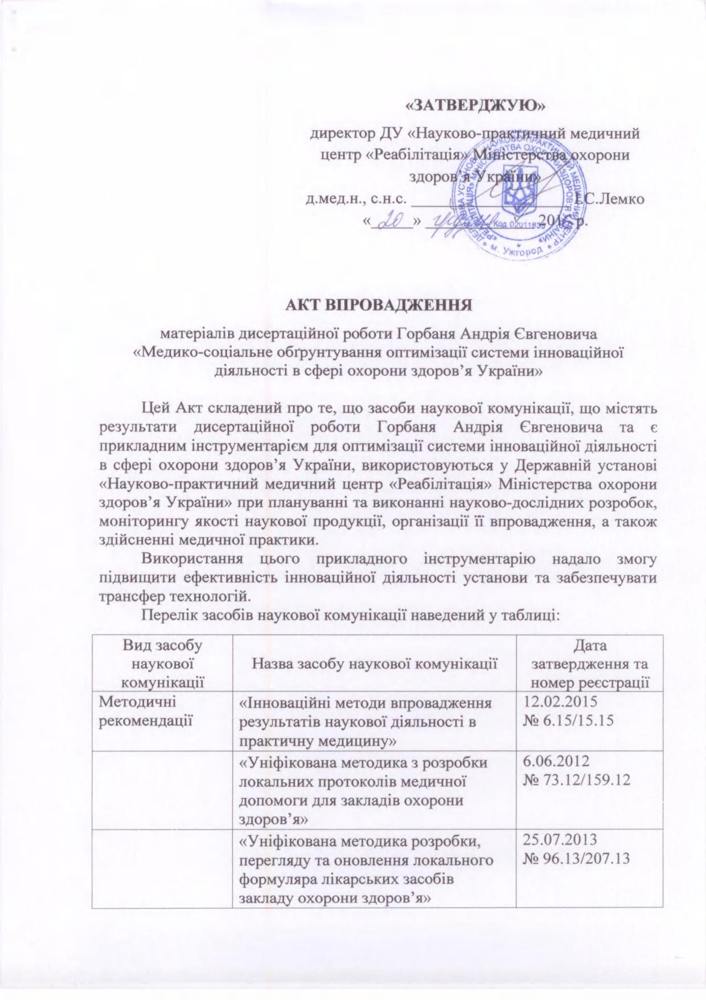 «ЗАТВЕРДЖУЮ»
директор ДУ «Науково-практичний медичний
центр «Реабілітація» Міністерства охорони
здоров’я України»
д.мед.н., с.н.с. ____________________ І.С.Лемко
«_20_» грудня 2016 р.
Код 02011833
м. Ужгород
АКТ ВПРОВАДЖЕННЯ
матеріалів дисертаційної роботи Горбаня Андрія Євгеновича
«Медико-соціальне обґрунтування оптимізації системи інноваційної
діяльності в сфері охорони здоров’я України»
Цей Акт складений про те, що засоби наукової комунікації, що містять
результати дисертаційної роботи Горбаня Андрія Євгеновича та є
прикладним інструментарієм для оптимізації системи інноваційної діяльності
в сфері охорони здоров’я України, використовуються у Державній установі
«Науково-практичний медичний центр «Реабілітація» Міністерства охорони
здоров’я України» при плануванні та виконанні науково-дослідних розробок,
моніторингу якості наукової продукції, організації її впровадження, а також
здійсненні медичної практики.
Використання цього прикладного інструментарію надало змогу
підвищити ефективність інноваційної діяльності установи та забезпечувати
трансфер технологій.
Перелік засобів наукової комунікації наведений у таблиці:
Вид засобу
наукової
комунікації
Назва засобу наукової комунікації
Дата
затвердження та
номер реєстрації
Методичні
рекомендації
«Інноваційні методи впровадження
результатів наукової діяльності в
практичну медицину»
12.02.2015
№ 6.15/15.15
«Уніфікована методика з розробки
локальних протоколів медичної
допомоги для закладів охорони
здоров’я»
6.06.2012
№ 73.12/159.12
«Уніфікована методика розробки,
перегляду та оновлення локального
формуляра лікарських засобів
закладу охорони здоров’я»
25.07.2013
№ 96.13/207.13